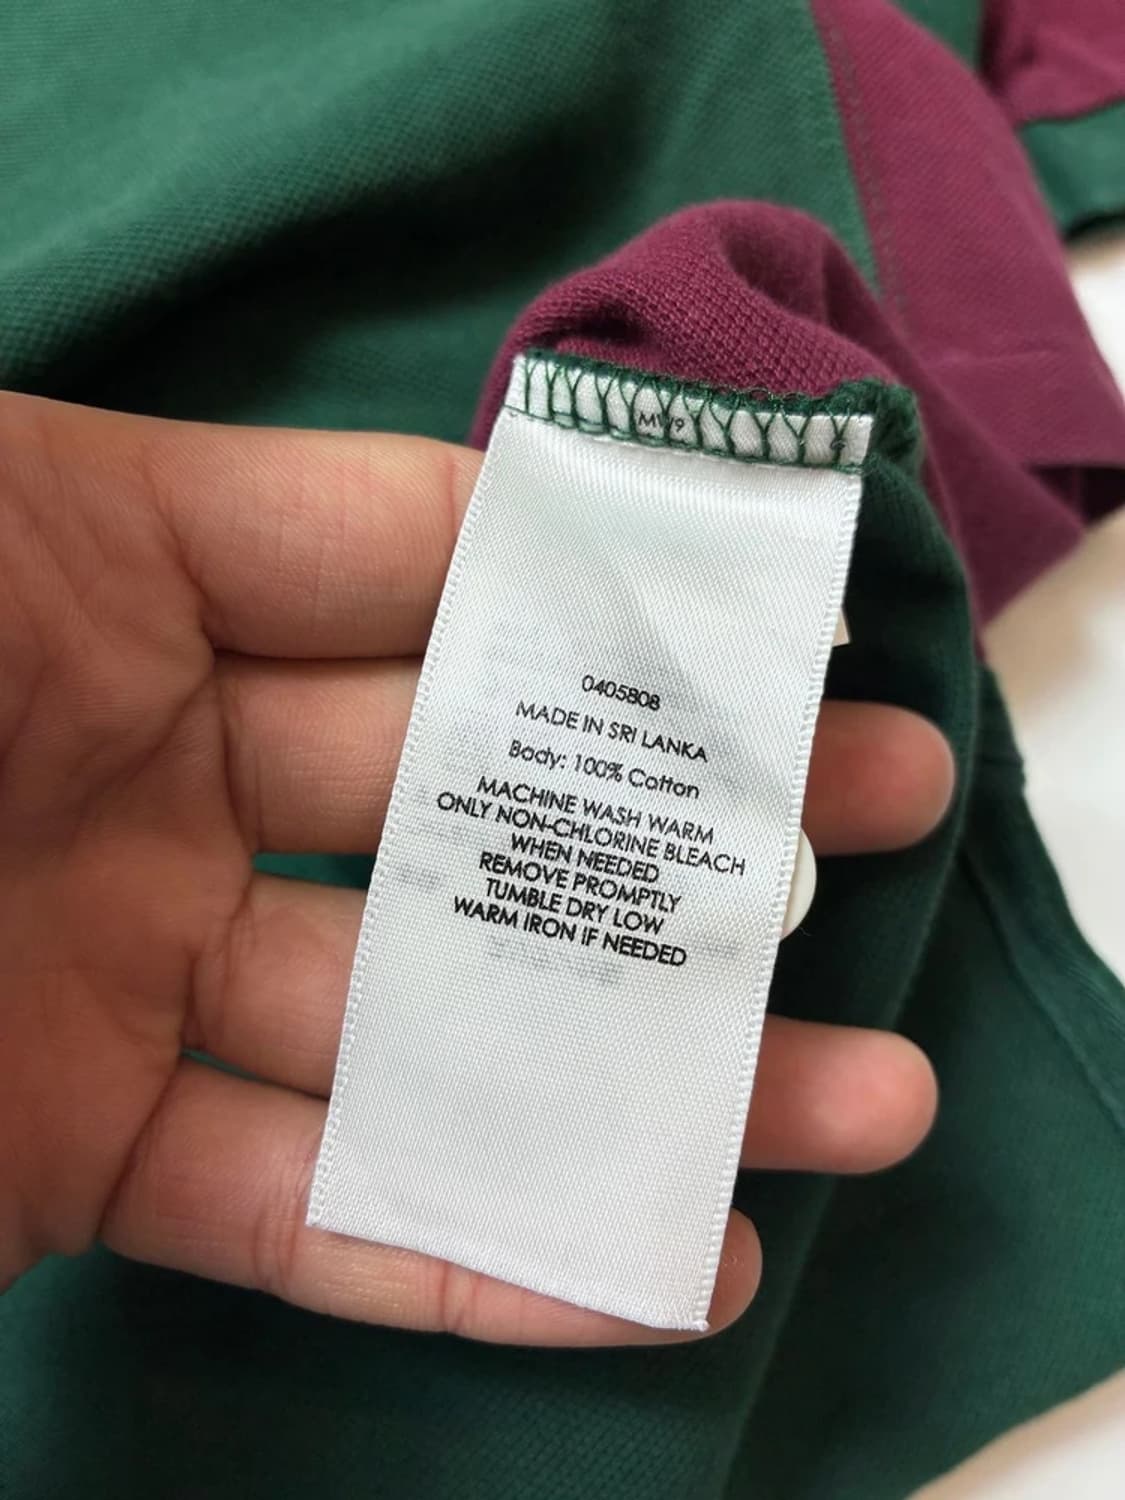 0405808
MADE IN SRI LANKA
Body: 100% Cotton
MACHINE WASH WARM
ONLY NON-CHLORINE BLEACH
WHEN NEEDED
REMOVE PROMPTLY
TUMBLE DRY LOW
WARM IRON IF NEEDED